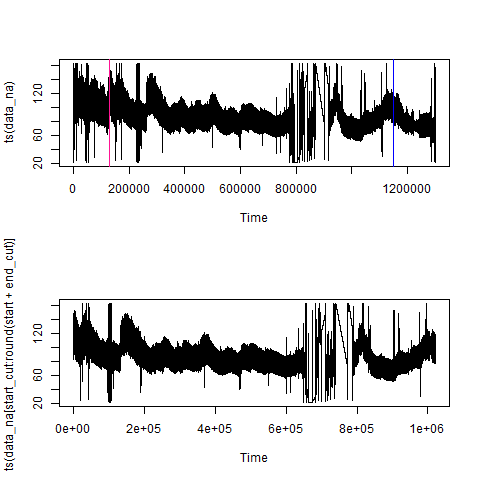 ts(data_na)
120
60
20
0 200000 400000 600000 800000 1200000
Time
ts(data_na[start_cut:round(start + end_cut)]
120
60
20
0e+00 2e+05 4e+05 6e+05 8e+05 1e+06
Time